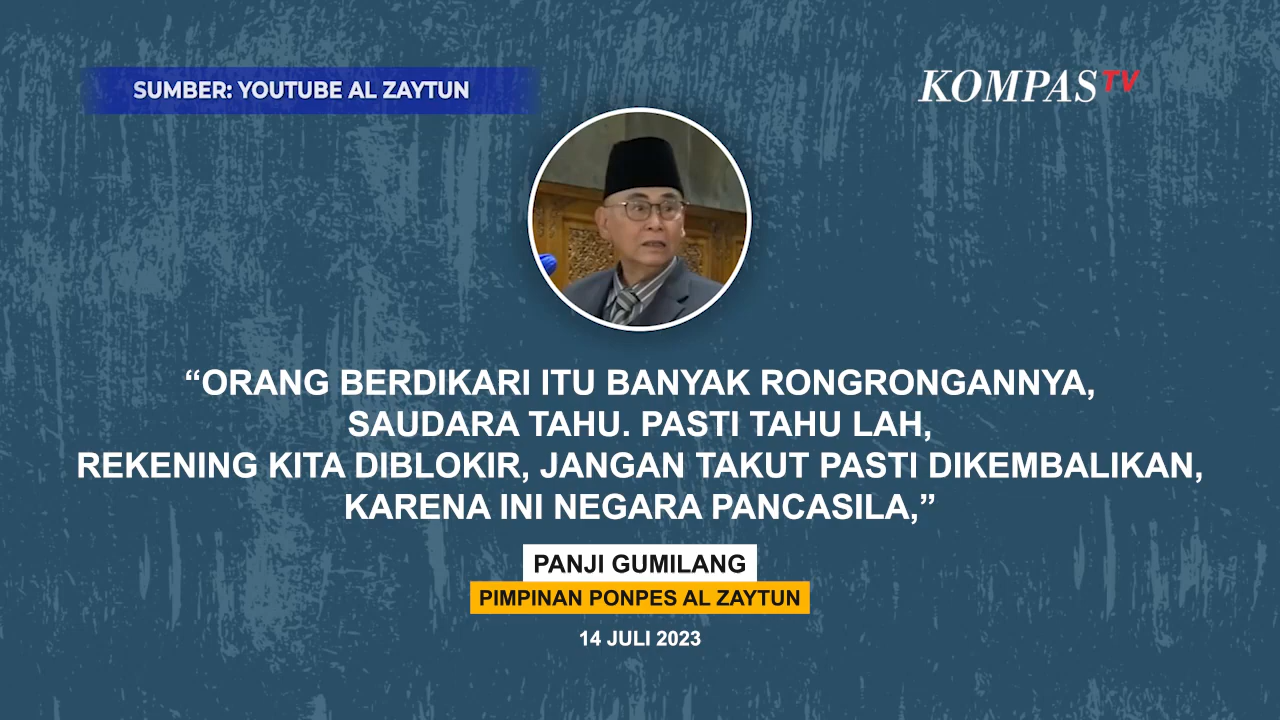 SUMBER: YOUTUBE AL ZAYTUN
KOMPASTV
“ORANG BERDIKARI ITU BANYAK RONGRONGANNYA,
SAUDARA TAHU. PASTI TAHU LAH,
REKENING KITA DIBLOKIR, JANGAN TAKUT PASTI DIKEMBALIKAN,
KARENA INI NEGARA PANCASILA,”
PANJI GUMILANG
PIMPINAN PONPES AL ZAYTUN
14 JULI 2023